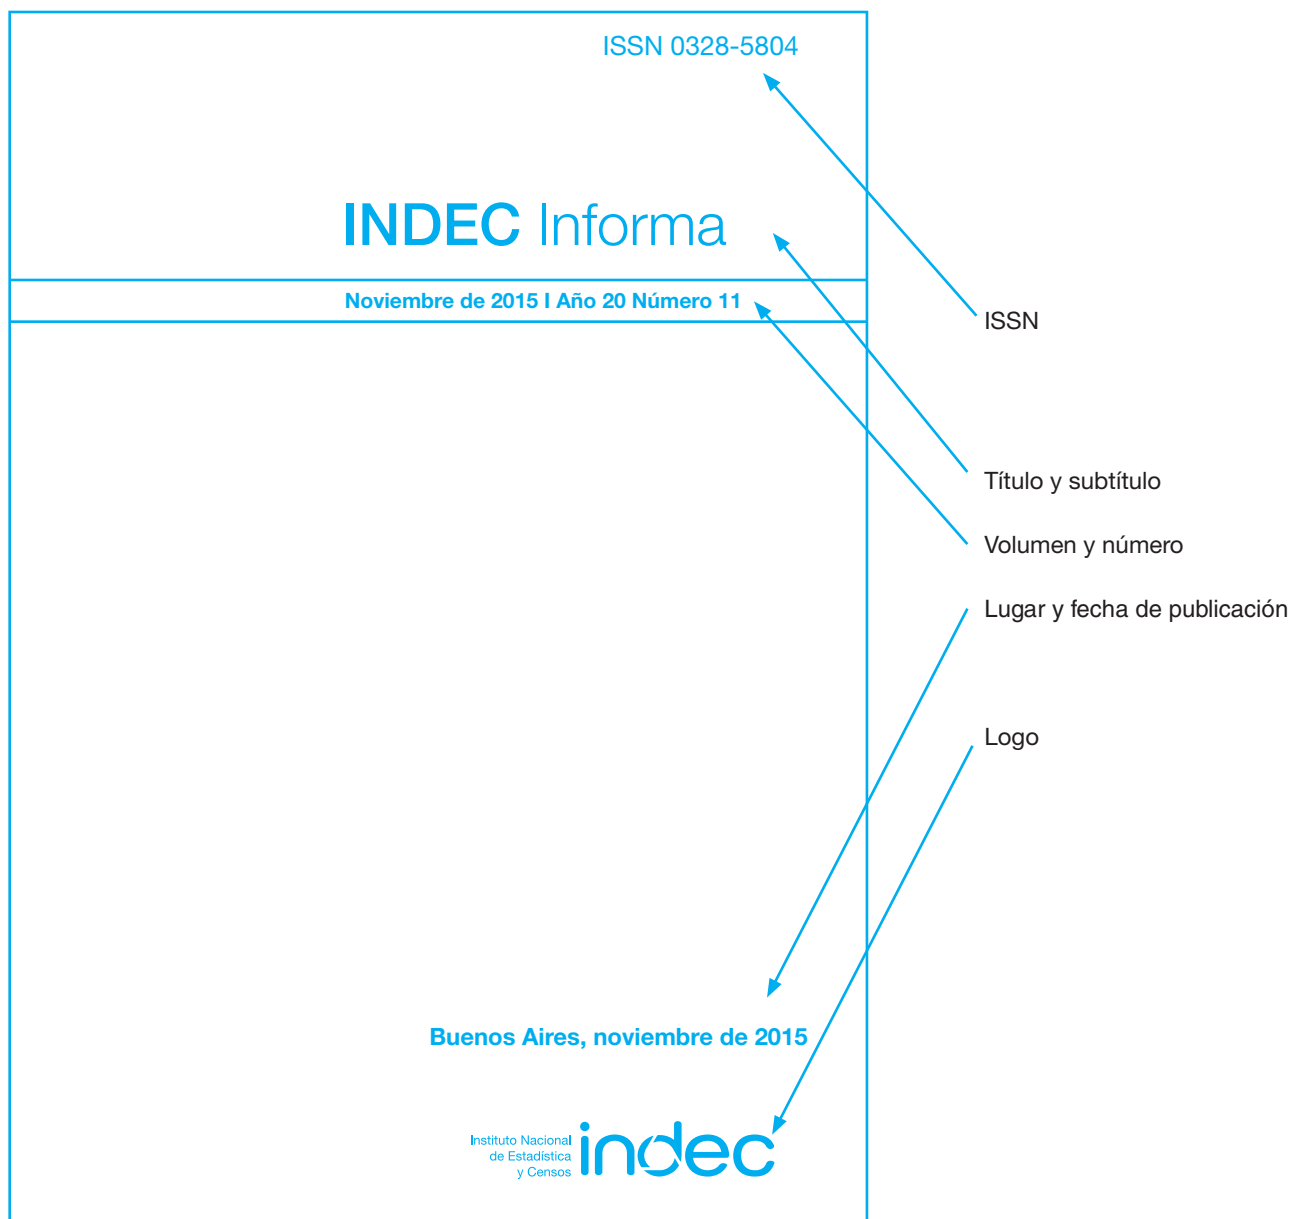 ISSN 0328-5804
INDEC Informa
Noviembre de 2015 I Año 20 Número 11
ISSN
Título y subtítulo
Volumen y número
Lugar y fecha de publicación
Logo
Buenos Aires, noviembre de 2015
Instituto Nacional
de Estadística
y Censos
indec